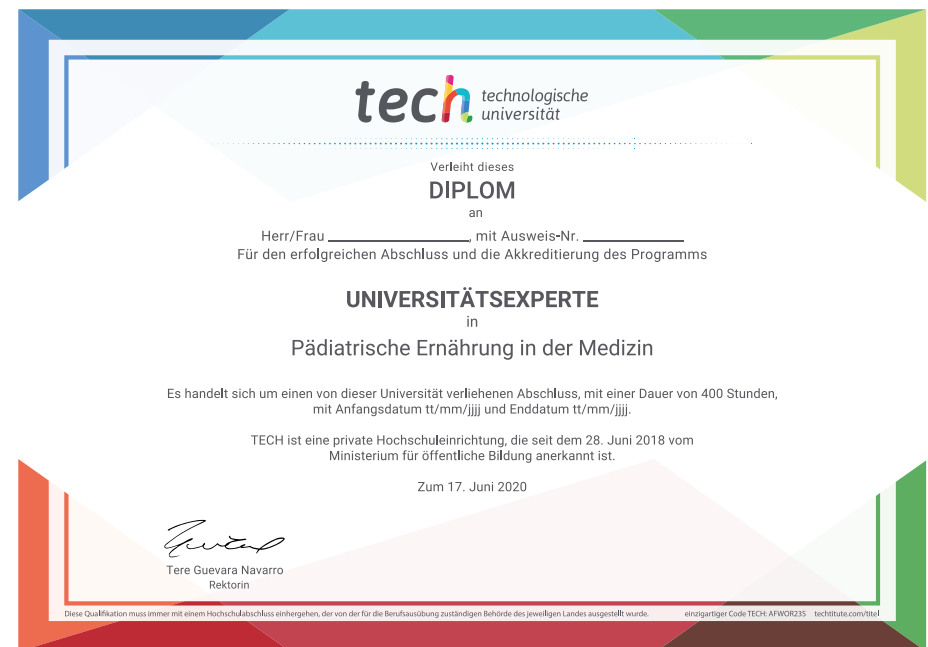 tech technologische
universität
Verleiht dieses
DIPLOM
an
Herr/Frau ____________________, mit Ausweis-Nr. ______________
Für den erfolgreichen Abschluss und die Akkreditierung des Programms
UNIVERSITÄTSEXPERTE
in
Pädiatrische Ernährung in der Medizin
Es handelt sich um einen von dieser Universität verliehenen Abschluss, mit einer Dauer von 400 Stunden,
mit Anfangsdatum tt/mm/jjjj und Enddatum tt/mm/jjjj.
TECH ist eine private Hochschuleinrichtung, die seit dem 28. Juni 2018 vom
Ministerium für öffentliche Bildung anerkannt ist.
Zum 17. Juni 2020
Tere Guevara Navarro
Rektorin
Diese Qualifikation muss immer mit einem Hochschulabschluss einhergehen, der von der für die Berufsausübung zuständigen Behörde des jeweiligen Landes ausgestellt wurde. einzigartiger Code TECH: AFWOR23S techtitute.com/titel